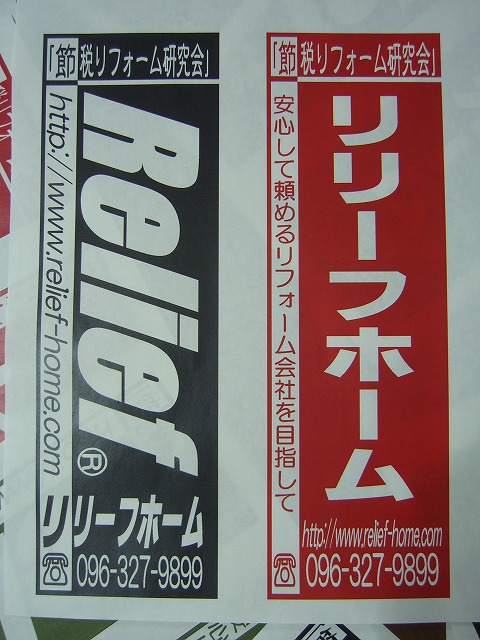 「節税リフォーム研究会」
Relief®
http://www.relief-home.com
リリーフホーム
☎ 096-327-9899
「節税リフォーム研究会」
リリーフホーム
安心して頼めるリフォーム会社を目指して
http://www.relief-home.com
☎ 096-327-9899